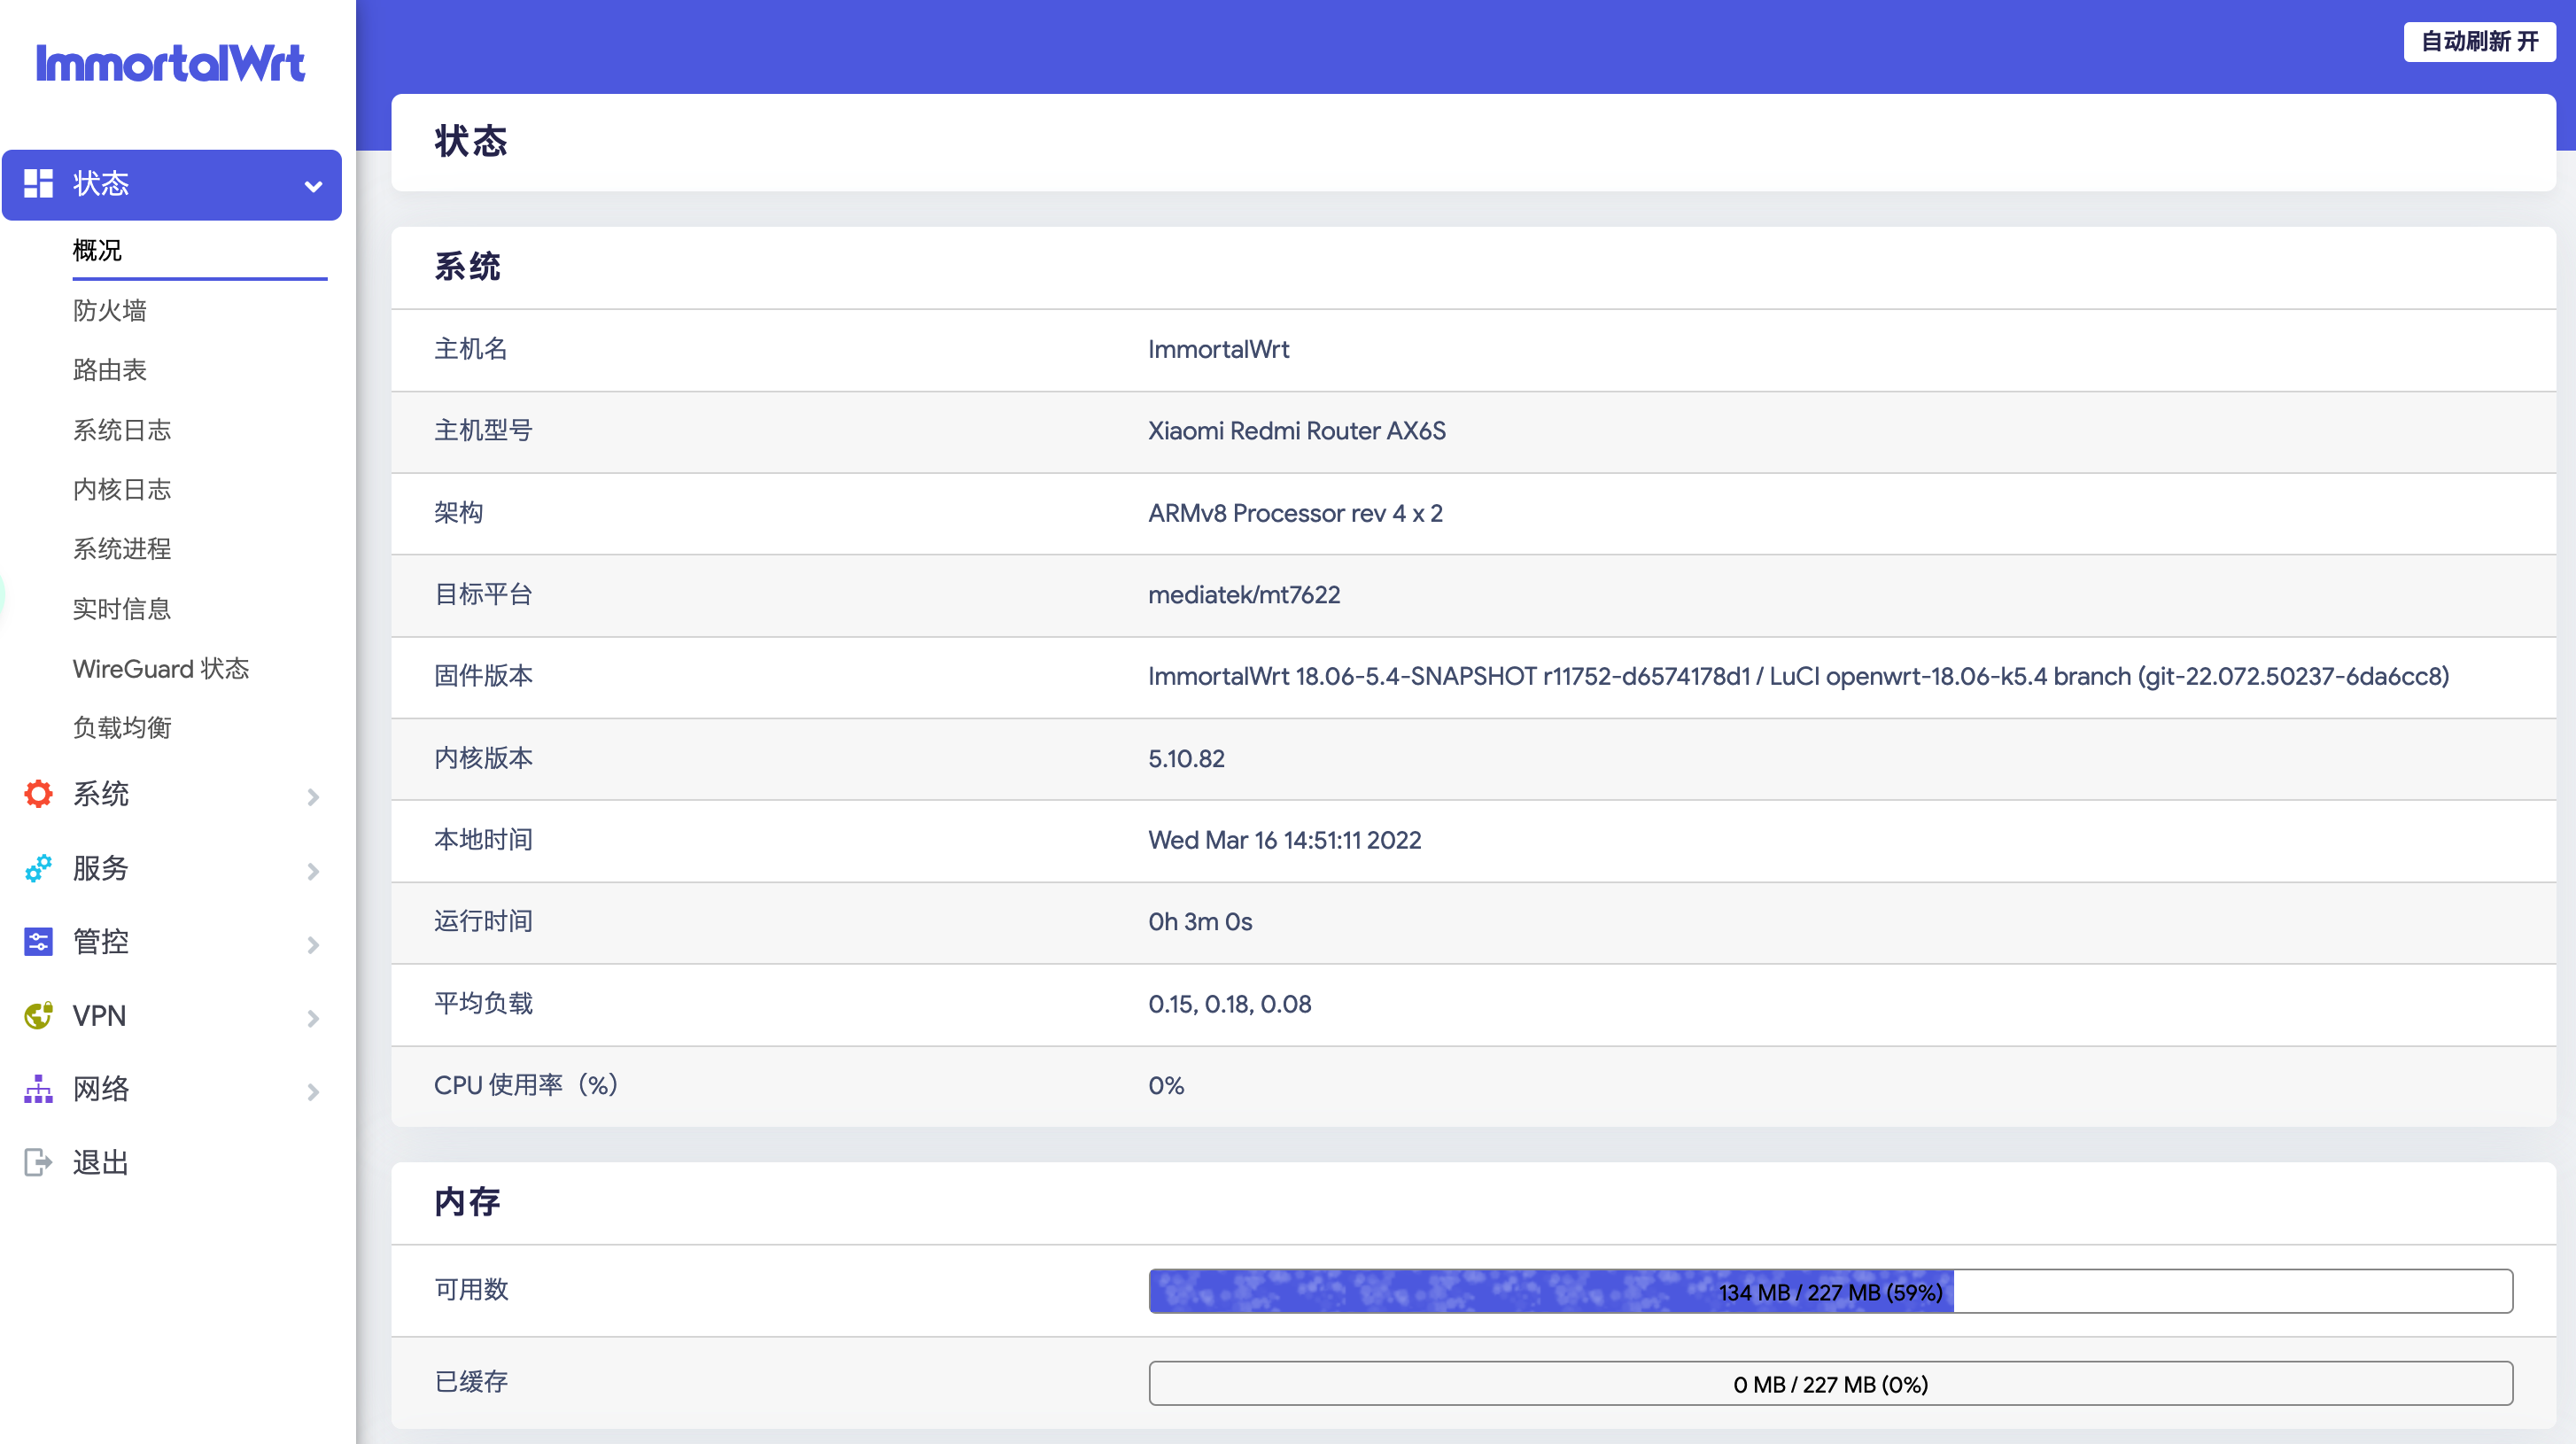 ImmortalWrt
自动刷新 开
状态
概况
防火墙
路由表
系统日志
内核日志
系统进程
实时信息
WireGuard 状态
负载均衡
系统
服务
管控
VPN
网络
退出
状态
系统
主机名 ImmortalWrt
主机型号 Xiaomi Redmi Router AX6S
架构 ARMv8 Processor rev 4 x 2
目标平台 mediatek/mt7622
固件版本 ImmortalWrt 18.06-5.4-SNAPSHOT r11752-d6574178d1 / LuCI openwrt-18.06-k5.4 branch (git-22.072.50237-6da6cc8)
内核版本 5.10.82
本地时间 Wed Mar 16 14:51:11 2022
运行时间 0h 3m 0s
平均负载 0.15, 0.18, 0.08
CPU 使用率（%） 0%
内存
可用数 134 MB / 227 MB (59%)
已缓存 0 MB / 227 MB (0%)